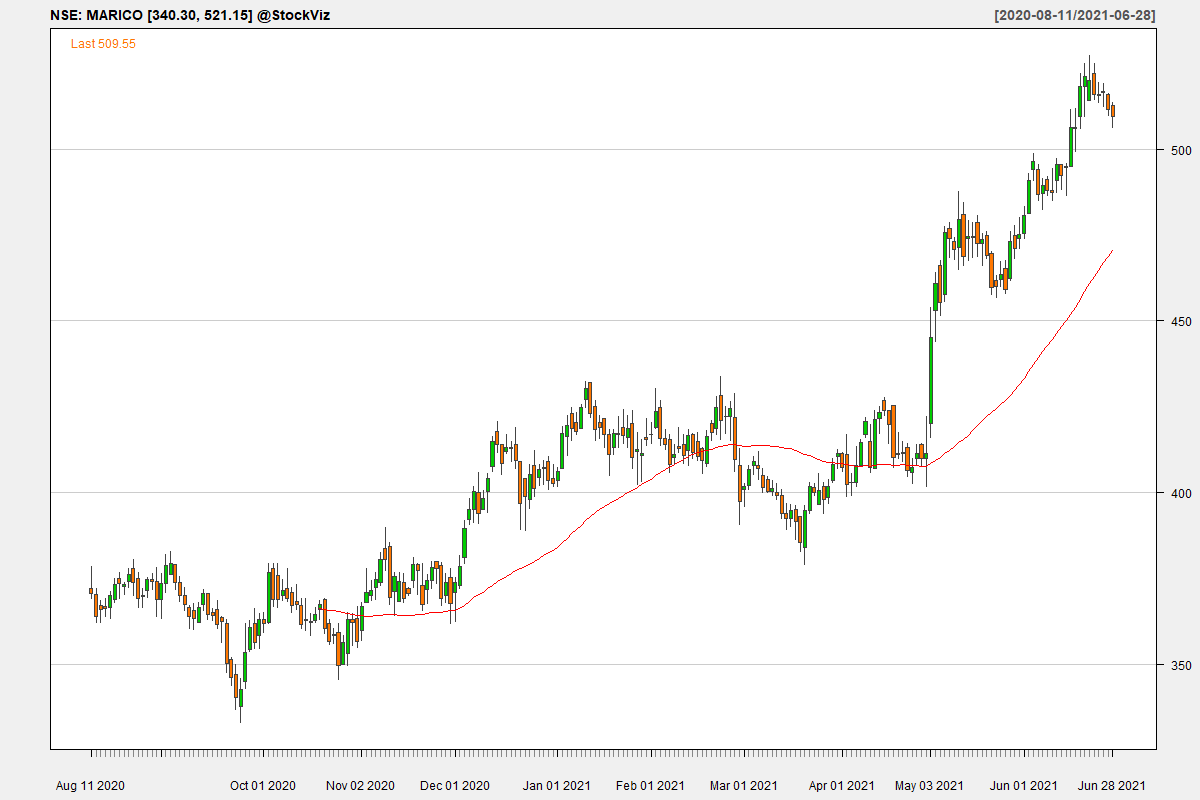 NSE: MARICO [340.30, 521.15] @StockViz [2020-08-11/2021-06-28]
Last 509.55
500
450
400
350
Aug 11 2020 Oct 01 2020 Nov 02 2020 Dec 01 2020 Jan 01 2021 Feb 01 2021 Mar 01 2021 Apr 01 2021 May 03 2021 Jun 01 2021 Jun 28 2021